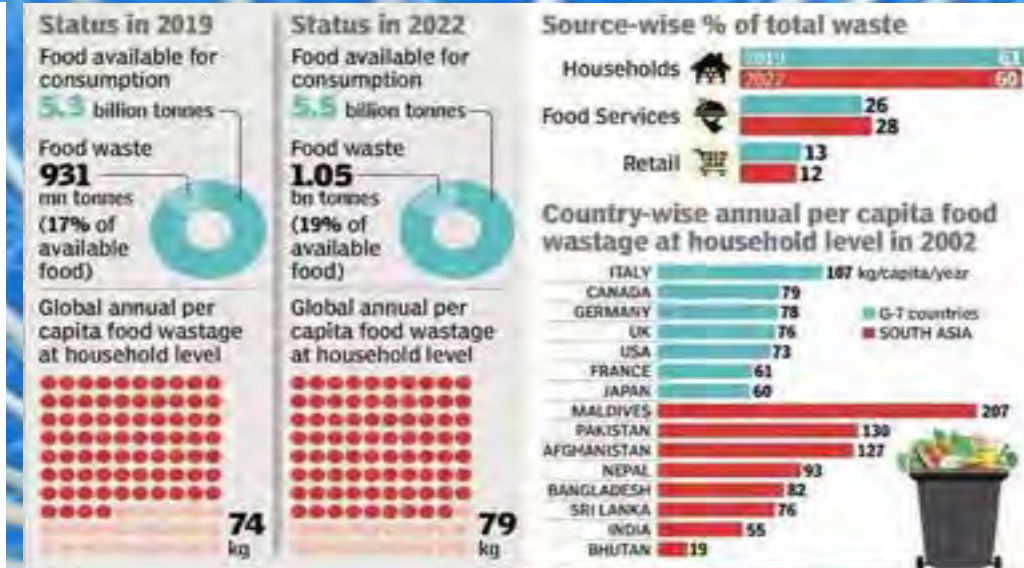 Status in 2019
Food available for
consumption
5.3 billion tonnes
Food waste
931
mn tonnes
(17% of
available
food)
Global annual per
capita food wastage
at household level
74
kg
Status in 2022
Food available for
consumption
5.5 billion tonnes
Food waste
1.05
bn tonnes
(19% of
available
food)
Global annual per
capita food wastage
at household level
79
kg
Source-wise % of total waste
Households
2019 61
2022 60
Food Services
26
28
Retail
13
12
Country-wise annual per capita food
wastage at household level in 2002
ITALY 107 kg/capita/year
CANADA 79
GERMANY 78
UK 76
USA 73
FRANCE 61
JAPAN 60
G-7 countries
SOUTH ASIA
MALDIVES 207
PAKISTAN 130
AFGHANISTAN 127
NEPAL 93
BANGLADESH 82
SRI LANKA 76
INDIA 55
BHUTAN 19